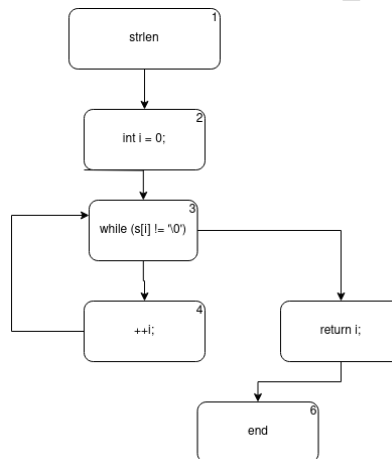 1
strlen
2
int i = 0;
3
while (s[i] != '\0')
4
++i;
return i;
6
end